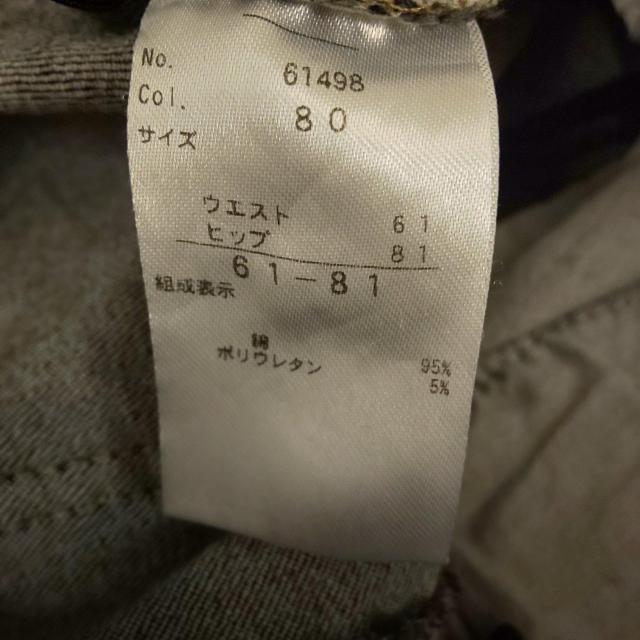 No. 61498
Col. 80
サイズ
ウエスト 61
ヒップ 81
61-81
組成表示
綿 95%
ポリウレタン 5%